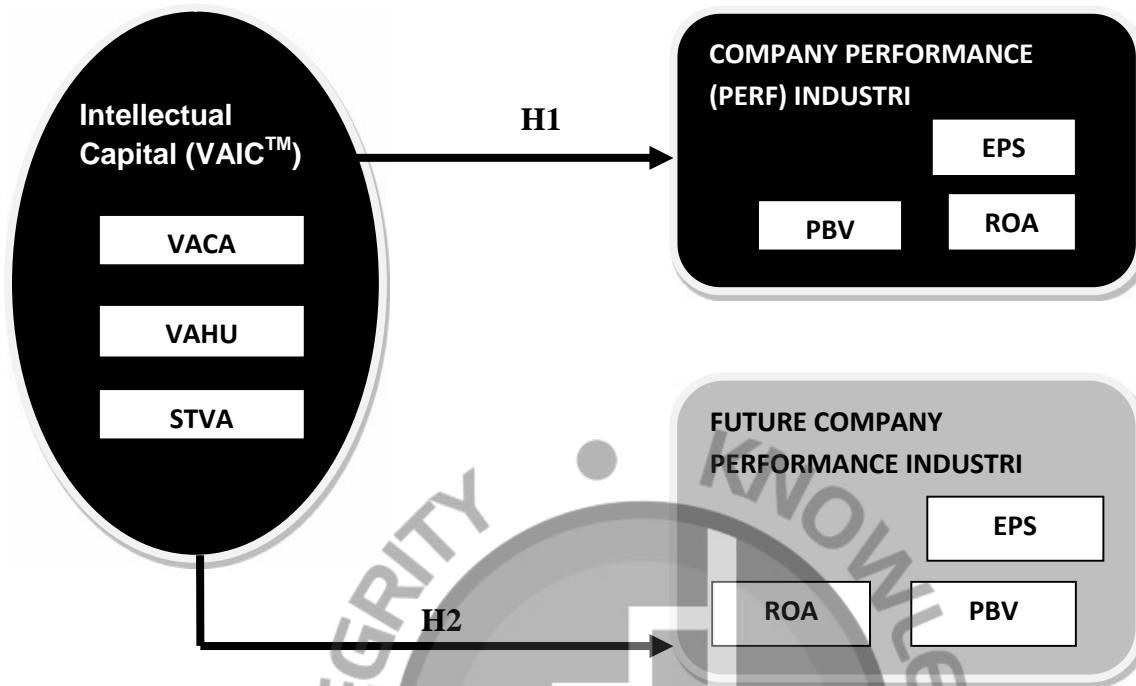 Intellectual
Capital (VAIC™)
VACA
VAHU
STVA
H1
COMPANY PERFORMANCE
(PERF) INDUSTRI
EPS
PBV
ROA
H2
FUTURE COMPANY
PERFORMANCE INDUSTRI
EPS
ROA
PBV